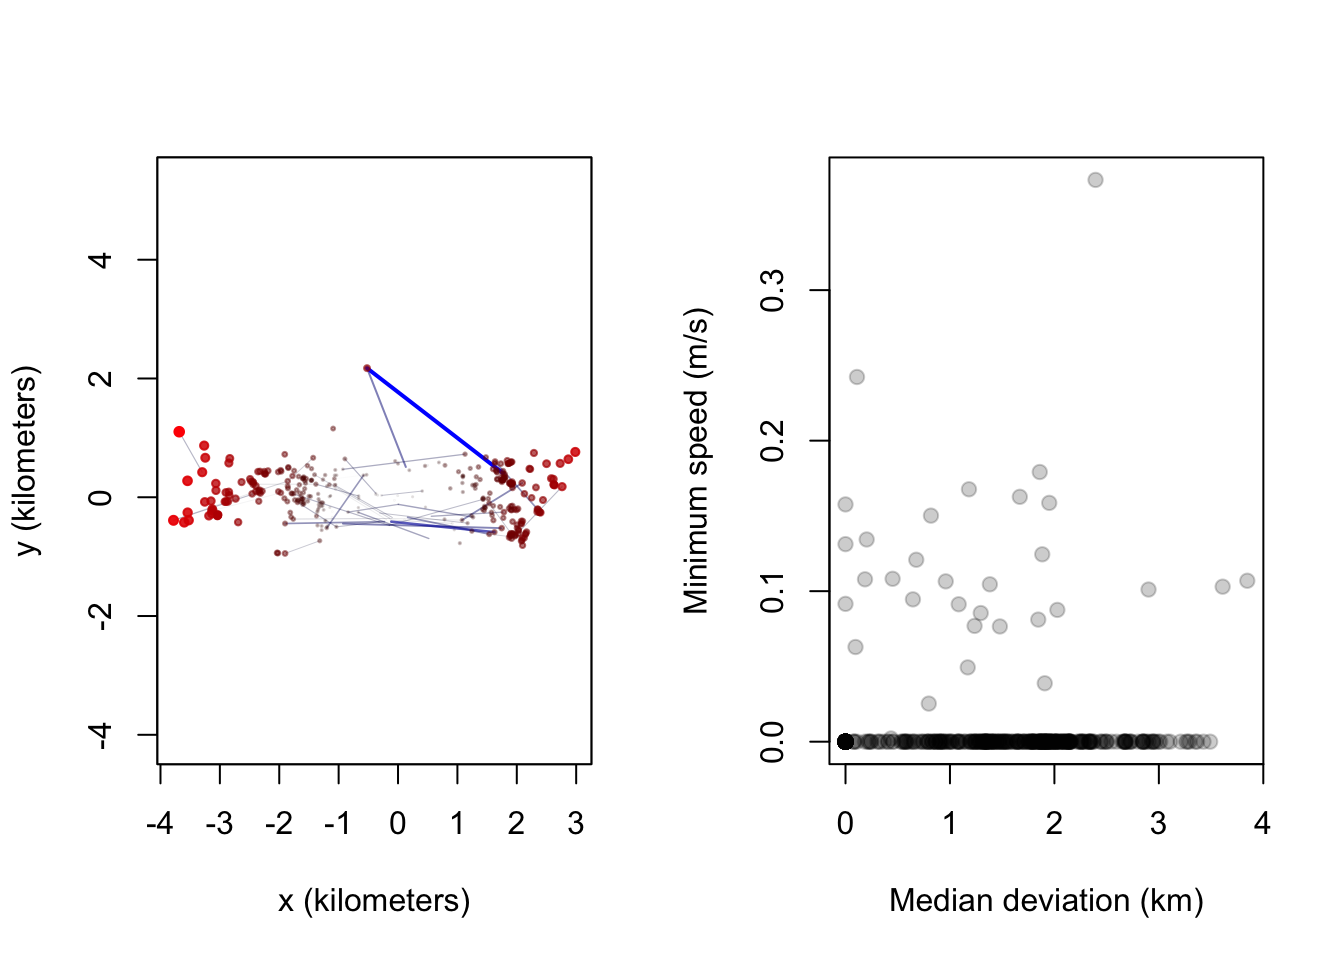 y (kilometers)
4
2
0
-2
-4
-4 -3 -2 -1 0 1 2 3
x (kilometers)
Minimum speed (m/s)
0.3
0.2
0.1
0.0
0 1 2 3 4
Median deviation (km)